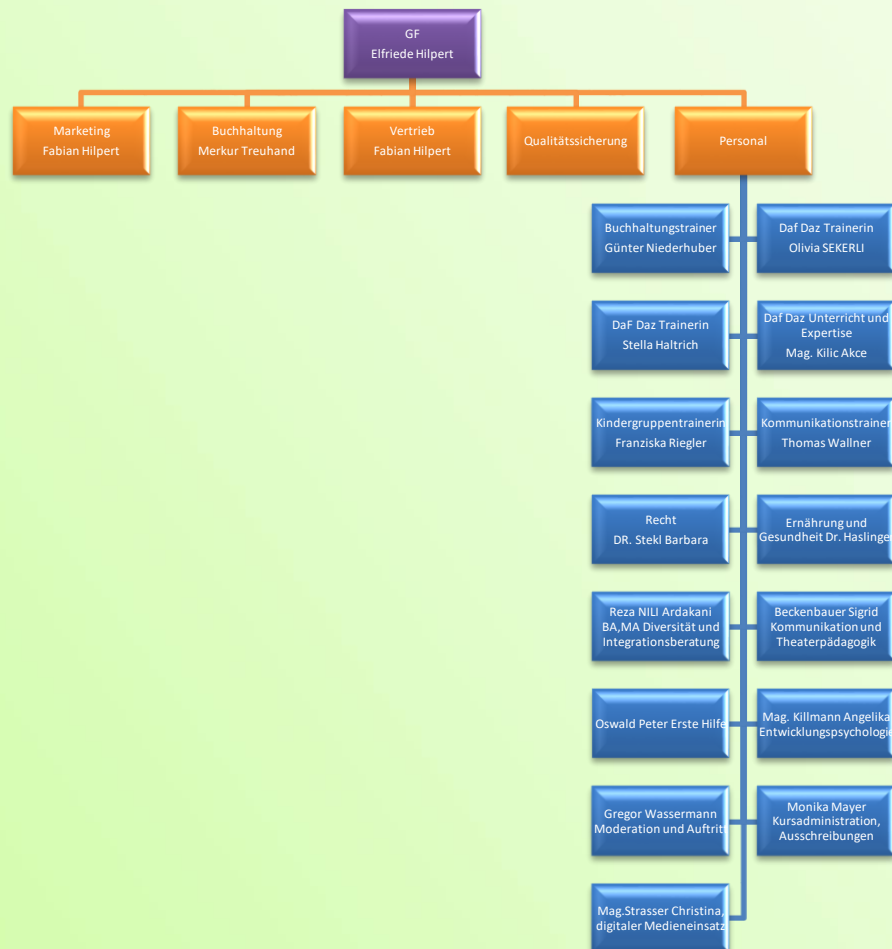 GF
Elfriede Hilpert
Marketing
Fabian Hilpert
Buchhaltung
Merkur Treuhand
Vertrieb
Fabian Hilpert
Qualitätssicherung
Personal
Buchhaltungstrainer
Günter Niederhuber
Daf Daz Trainerin
Olivia SEKERLI
DaF Daz Trainerin
Stella Haltrich
Daf Daz Unterricht und
Expertise
Mag. Kilic Akce
Kindergruppentrainerin
Franziska Riegler
Kommunikationstrainer
Thomas Wallner
Recht
DR. Stekl Barbara
Ernährung und
Gesundheit Dr. Haslinger
Reza NILI Ardakani
BA,MA Diversität und
Integrationsberatung
Beckenbauer Sigrid
Kommunikation und
Theaterpädagogik
Oswald Peter Erste Hilfe
Mag. Killmann Angelika
Entwicklungspsychologie
Gregor Wassermann
Moderation und Auftritt
Monika Mayer
Kursadministration,
Ausschreibungen
Mag.Strasser Christina,
digitaler Medieneinsatz